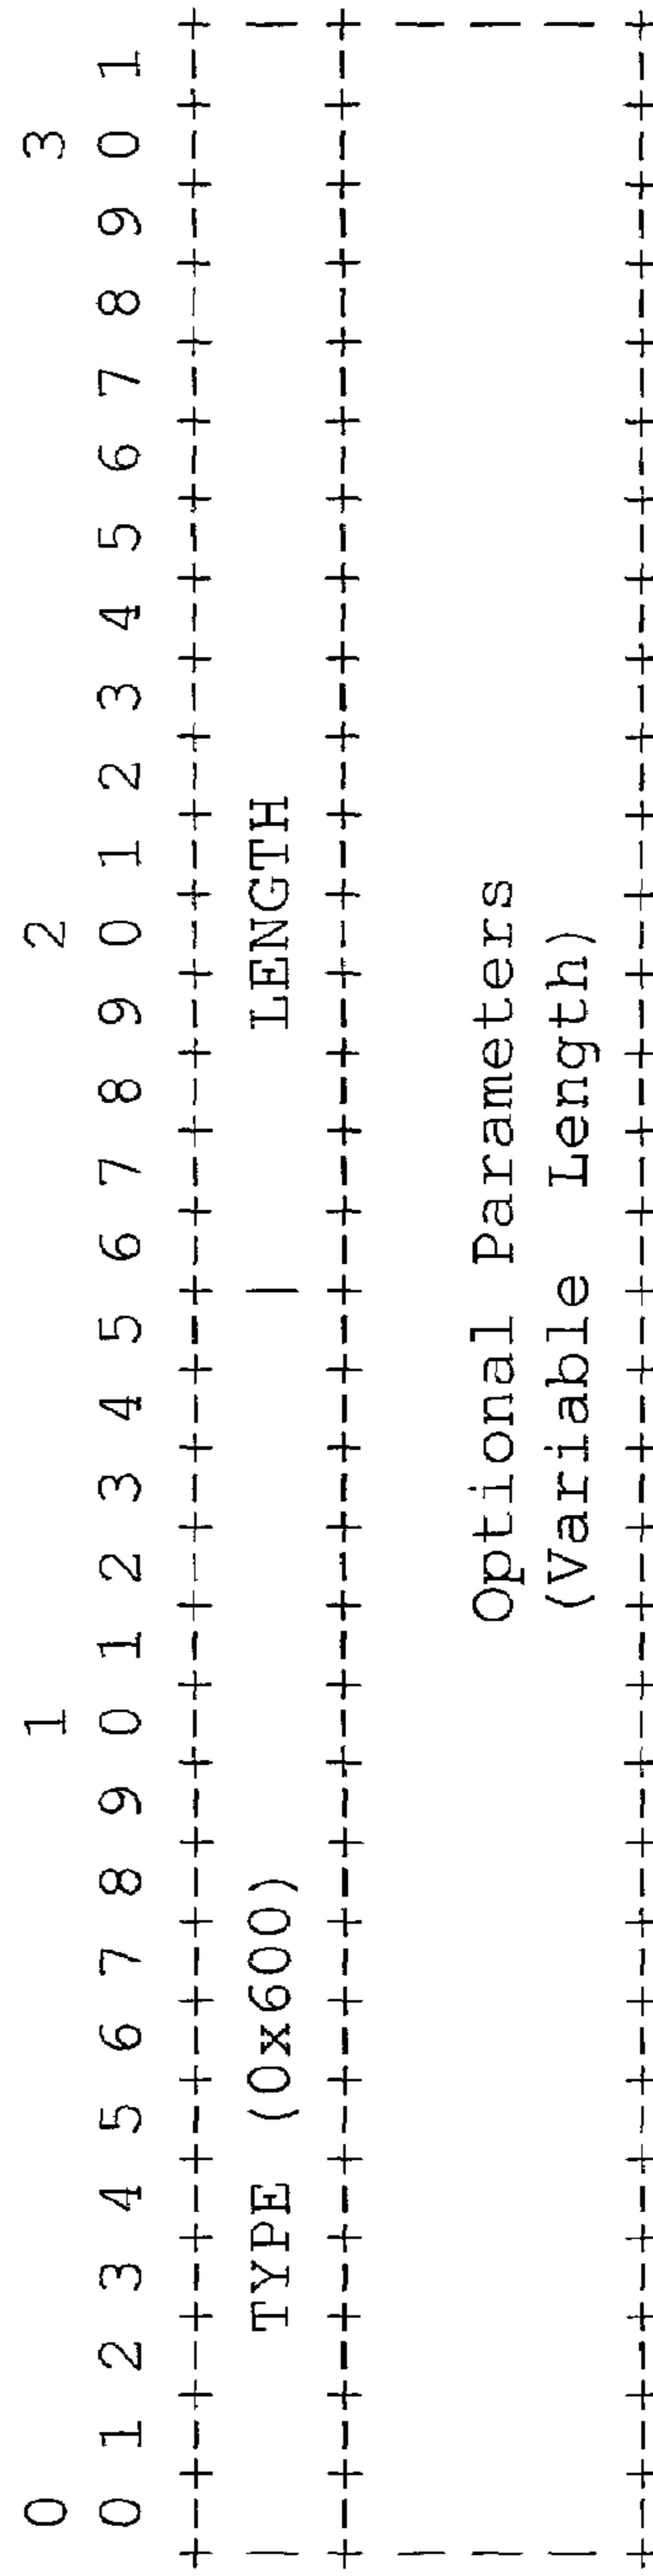 0                   1                   2                   3
 0 1 2 3 4 5 6 7 8 9 0 1 2 3 4 5 6 7 8 9 0 1 2 3 4 5 6 7 8 9 0 1
+-+-+-+-+-+-+-+-+-+-+-+-+-+-+-+-+-+-+-+-+-+-+-+-+-+-+-+-+-+-+-+-+
|     TYPE (0x600)              |      LENGTH                   |
+-+-+-+-+-+-+-+-+-+-+-+-+-+-+-+-+-+-+-+-+-+-+-+-+-+-+-+-+-+-+-+-+
|                                                               |
|                       Optional Parameters                     |
|                       (Variable Length)                       |
+-+-+-+-+-+-+-+-+-+-+-+-+-+-+-+-+-+-+-+-+-+-+-+-+-+-+-+-+-+-+-+-+